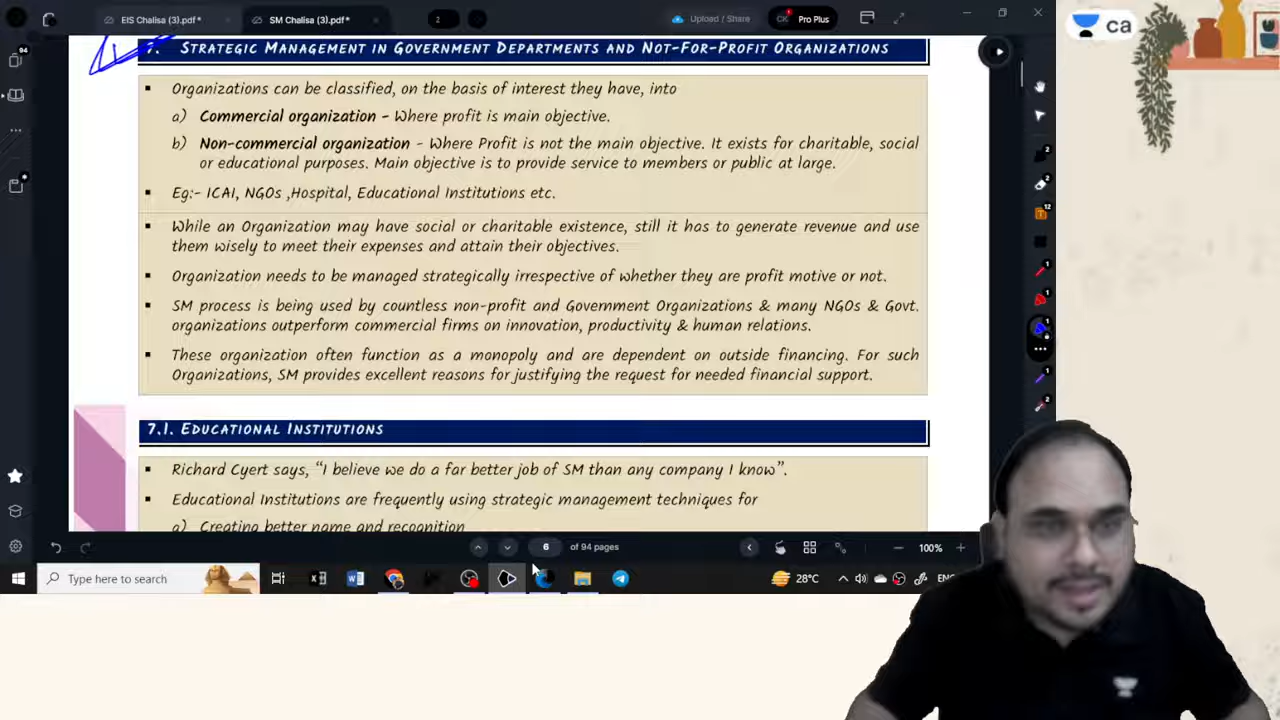 EIS Chalisa (3).pdf*
SM Chalisa (3).pdf*
2
Upload / Share
CK
Pro Plus
ca
STRATEGIC MANAGEMENT IN GOVERNMENT DEPARTMENTS AND NOT-FOR-PROFIT ORGANIZATIONS
▪ Organizations can be classified, on the basis of interest they have, into
a) Commercial organization - Where profit is main objective.
b) Non-commercial organization - Where Profit is not the main objective. It exists for charitable, social
or educational purposes. Main objective is to provide service to members or public at large.
▪ Eg:- ICAI, NGOs ,Hospital, Educational Institutions etc.
▪ While an Organization may have social or charitable existence, still it has to generate revenue and use
them wisely to meet their expenses and attain their objectives.
▪ Organization needs to be managed strategically irrespective of whether they are profit motive or not.
▪ SM process is being used by countless non-profit and Government Organizations & many NGOs & Govt.
organizations outperform commercial firms on innovation, productivity & human relations.
▪ These organization often function as a monopoly and are dependent on outside financing. For such
Organizations, SM provides excellent reasons for justifying the request for needed financial support.
7.1. EDUCATIONAL INSTITUTIONS
▪ Richard Cyert says, "I believe we do a far better job of SM than any company I know".
▪ Educational Institutions are frequently using strategic management techniques for
a) Creating better name and recognition
6 of 94 pages
100%
Type here to search
28°C